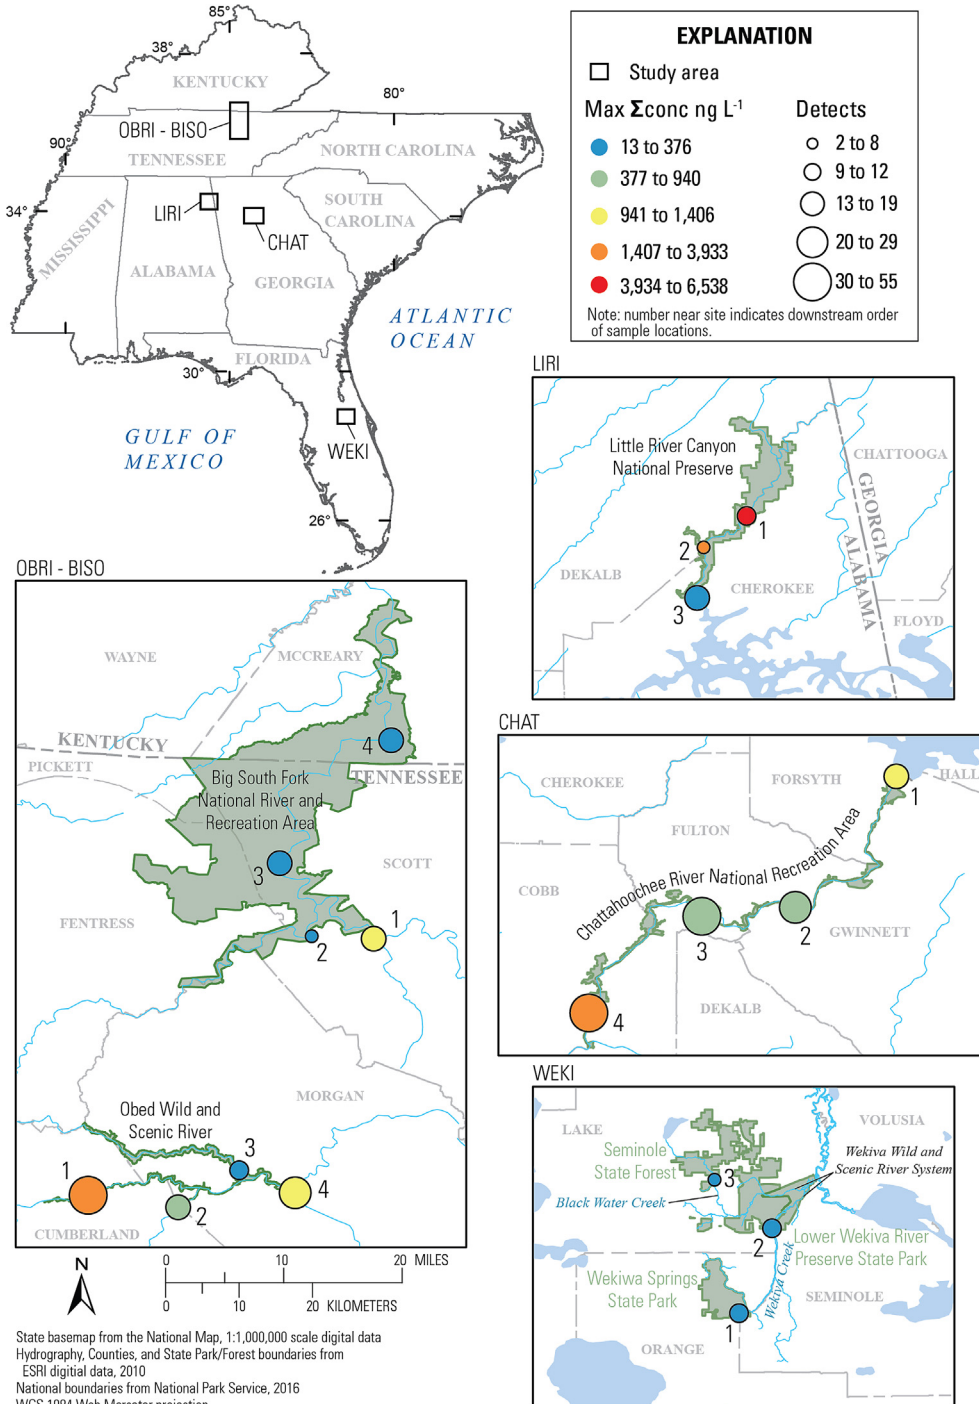 85°
38°
KENTUCKY
80°
OBRI - BISO
90°
TENNESSEE
NORTH CAROLINA
34°
LIRI
SOUTH
CAROLINA
CHAT
MISSISSIPPI
ALABAMA
GEORGIA
ATLANTIC
OCEAN
FLORIDA
30°
GULF OF
MEXICO
WEKI
26°
EXPLANATION
Study area
Max Σconc ng L-1
Detects
13 to 376
2 to 8
377 to 940
9 to 12
941 to 1,406
13 to 19
1,407 to 3,933
20 to 29
3,934 to 6,538
30 to 55
Note: number near site indicates downstream order
of sample locations.
LIRI
Little River Canyon
National Preserve
CHATTOOGA
GEORGIA
ALABAMA
1
2
DEKALB
CHEROKEE
3
FLOYD
OBRI - BISO
WAYNE
MCCREARY
4
KENTUCKY
PICKETT
TENNESSEE
Big South Fork
National River and
Recreation Area
3
SCOTT
FENTRESS
1
2
MORGAN
Obed Wild and
Scenic River
3
1
4
2
CUMBERLAND
CHAT
CHEROKEE
FORSYTH
HALL
1
FULTON
Chattahoochee River National Recreation Area
COBB
2
GWINNETT
3
DEKALB
4
WEKI
LAKE
VOLUSIA
Seminole
State Forest
Wekiva Wild and
Scenic River System
3
Black Water Creek
2
Lower Wekiva River
Preserve State Park
Wekiwa Springs
State Park
Wekiva Creek
SEMINOLE
1
ORANGE
N
0 10 20 MILES
0 10 20 KILOMETERS
State basemap from the National Map, 1:1,000,000 scale digital data
Hydrography, Counties, and State Park/Forest boundaries from
ESRI digitial data, 2010
National boundaries from National Park Service, 2016
WGS 1984 Web Mercator projection